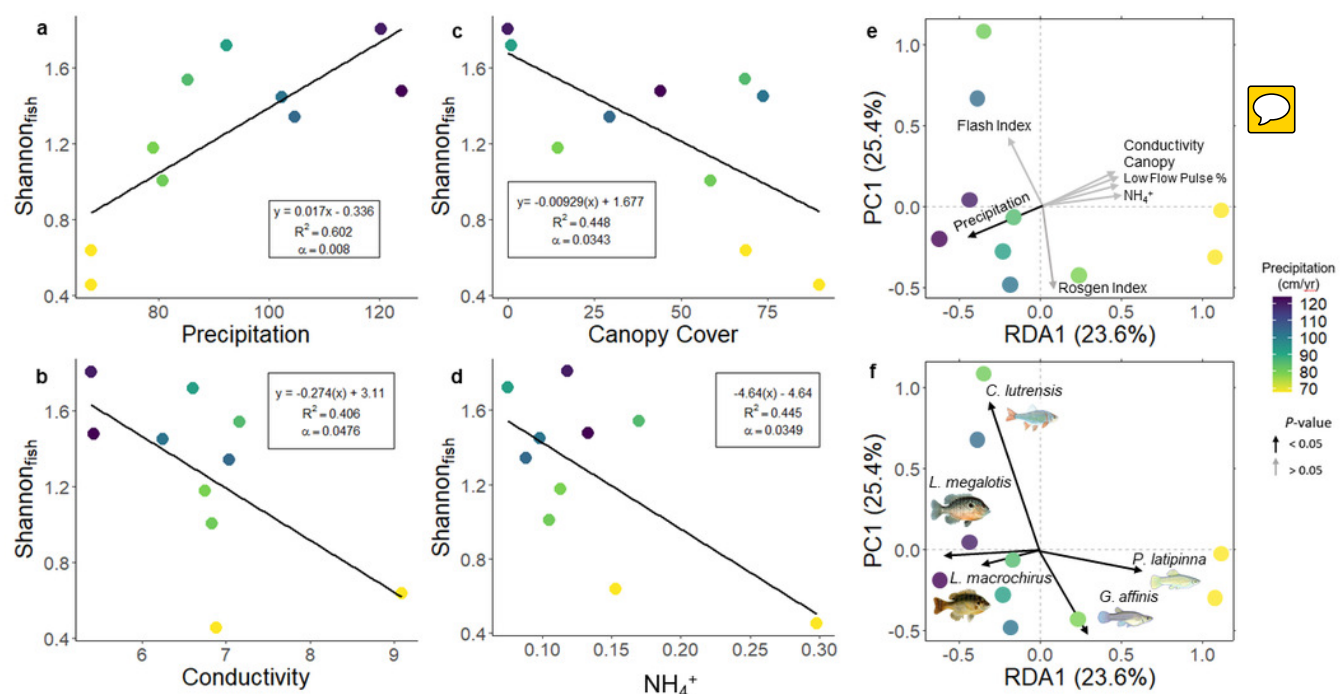 a
Shannonfish
1.6
1.2
0.8
0.4
y = 0.017x - 0.336
R² = 0.602
α = 0.008
80
100
120
Precipitation
c
Shannonfish
1.6
1.2
0.8
0.4
y= -0.00929(x) + 1.677
R² = 0.448
α = 0.0343
0
25
50
75
Canopy Cover
e
PC1 (25.4%)
1.0
0.5
0.0
-0.5
Flash Index
Conductivity
Canopy
Low Flow Pulse %
NH₄⁺
Precipitation
Rosgen Index
-0.5
0.0
0.5
1.0
RDA1 (23.6%)
b
Shannonfish
1.6
1.2
0.8
0.4
y = -0.274(x) + 3.11
R² = 0.406
α = 0.0476
6
7
8
9
Conductivity
d
Shannonfish
1.6
1.2
0.8
0.4
-4.64(x) - 4.64
R² = 0.445
α = 0.0349
0.10
0.15
0.20
0.25
0.30
NH₄⁺
f
PC1 (25.4%)
1.0
0.5
0.0
-0.5
C. lutrensis
L. megalotis
L. macrochirus
P. latipinna
G. affinis
-0.5
0.0
0.5
1.0
RDA1 (23.6%)
Precipitation
(cm/yr)
120
110
100
90
80
70
P-value
< 0.05
> 0.05